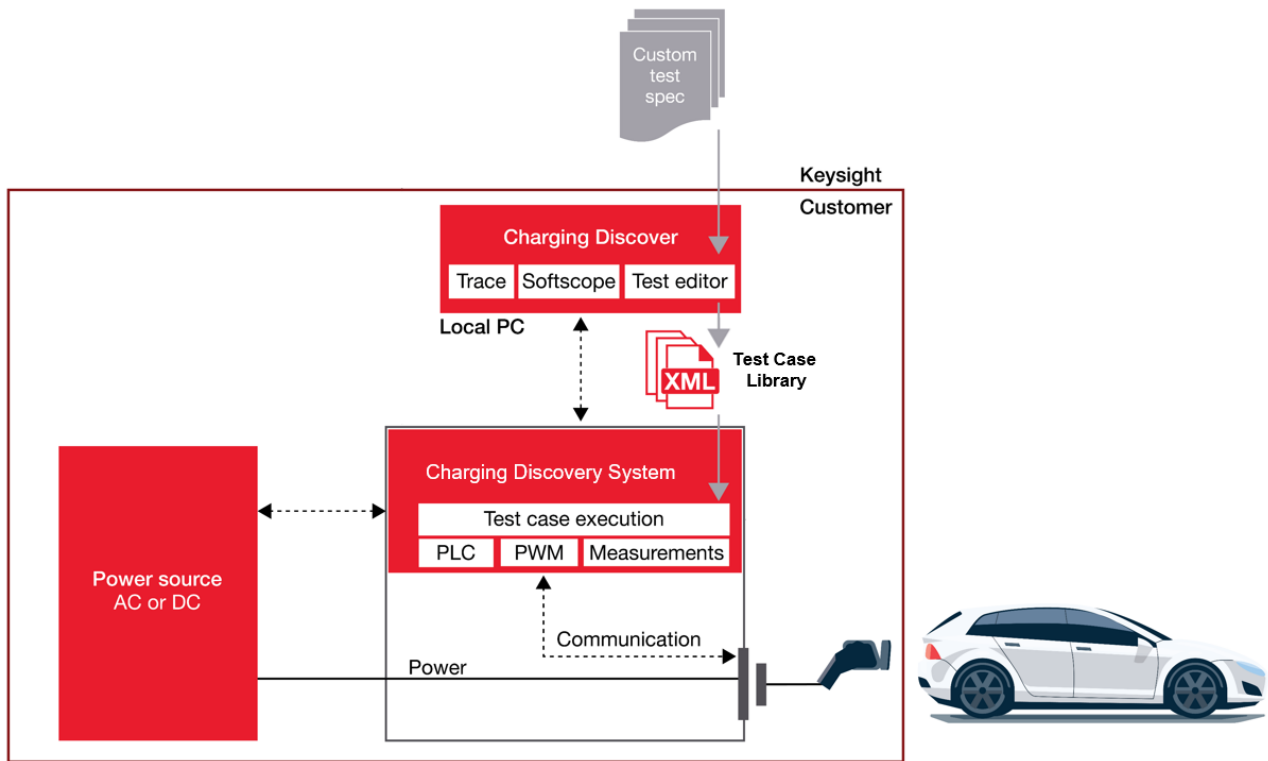 Custom
test
spec
Keysight
Customer
Charging Discover
Trace
Softscope
Test editor
Local PC
XML
Test Case
Library
Charging Discovery System
Test case execution
PLC
PWM
Measurements
Power source
AC or DC
Communication
Power